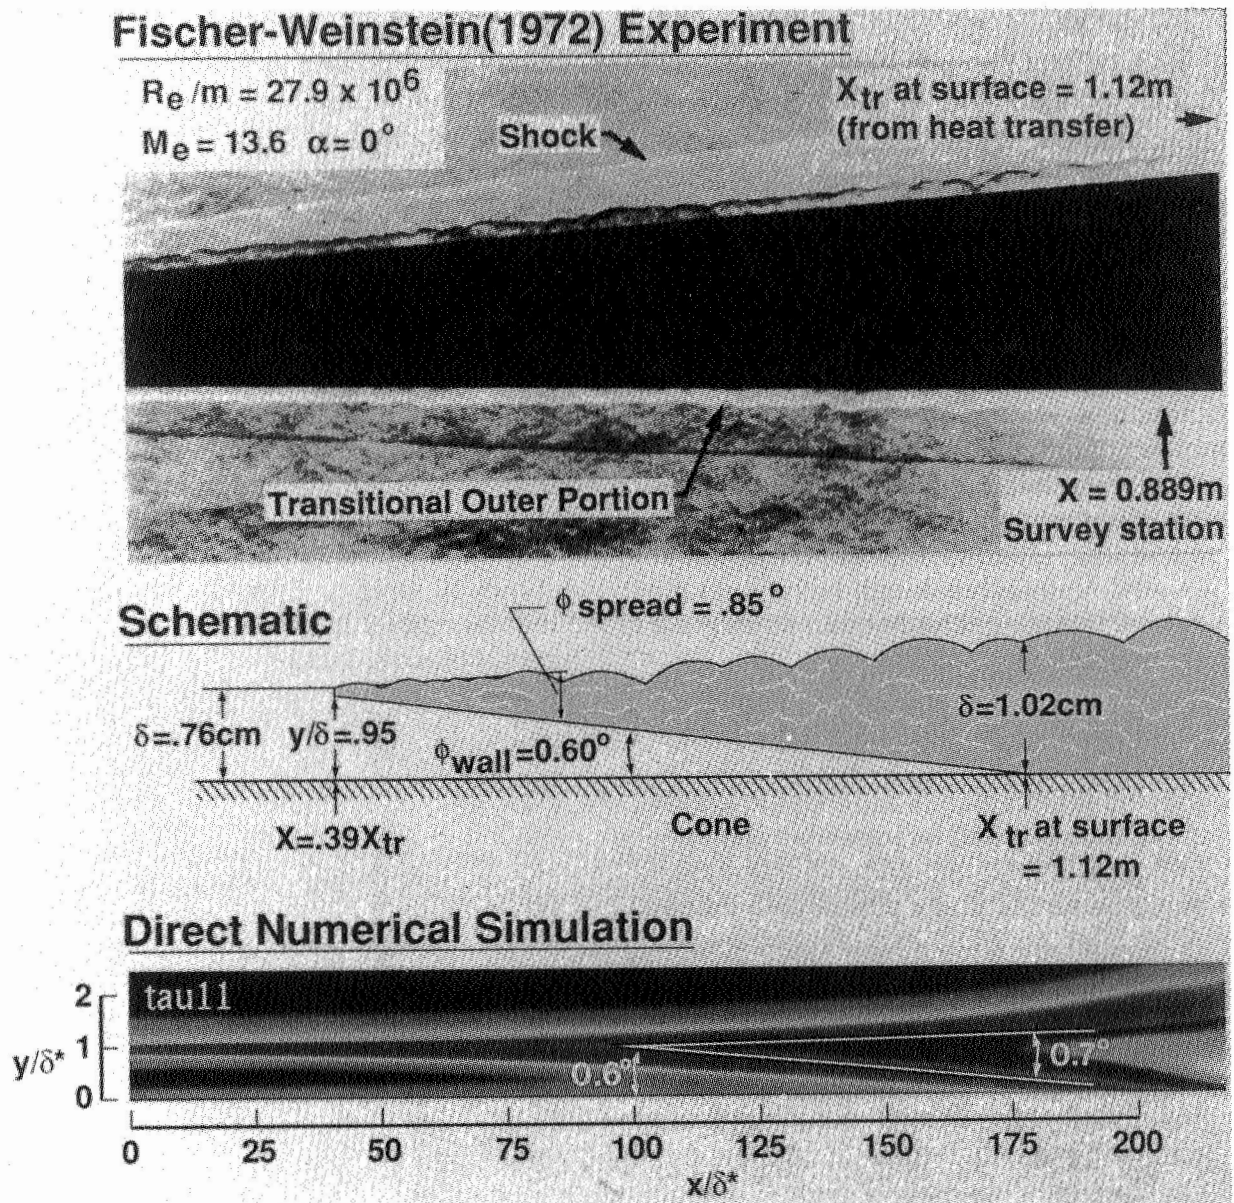 Fischer-Weinstein(1972) Experiment
Re /m = 27.9 x 10⁶
Me = 13.6 α = 0°
Shock
Xtr at surface = 1.12m
(from heat transfer)
Transitional Outer Portion
X = 0.889m
Survey station
Schematic
ϕ spread = .85°
δ=.76cm
y/δ=.95
ϕwall=0.60°
δ=1.02cm
X=.39Xtr
Cone
Xtr at surface
= 1.12m
Direct Numerical Simulation
tau11
2
1
0
y/δ*
0.6°
0.7°
0 25 50 75 100 125 150 175 200
x/δ*